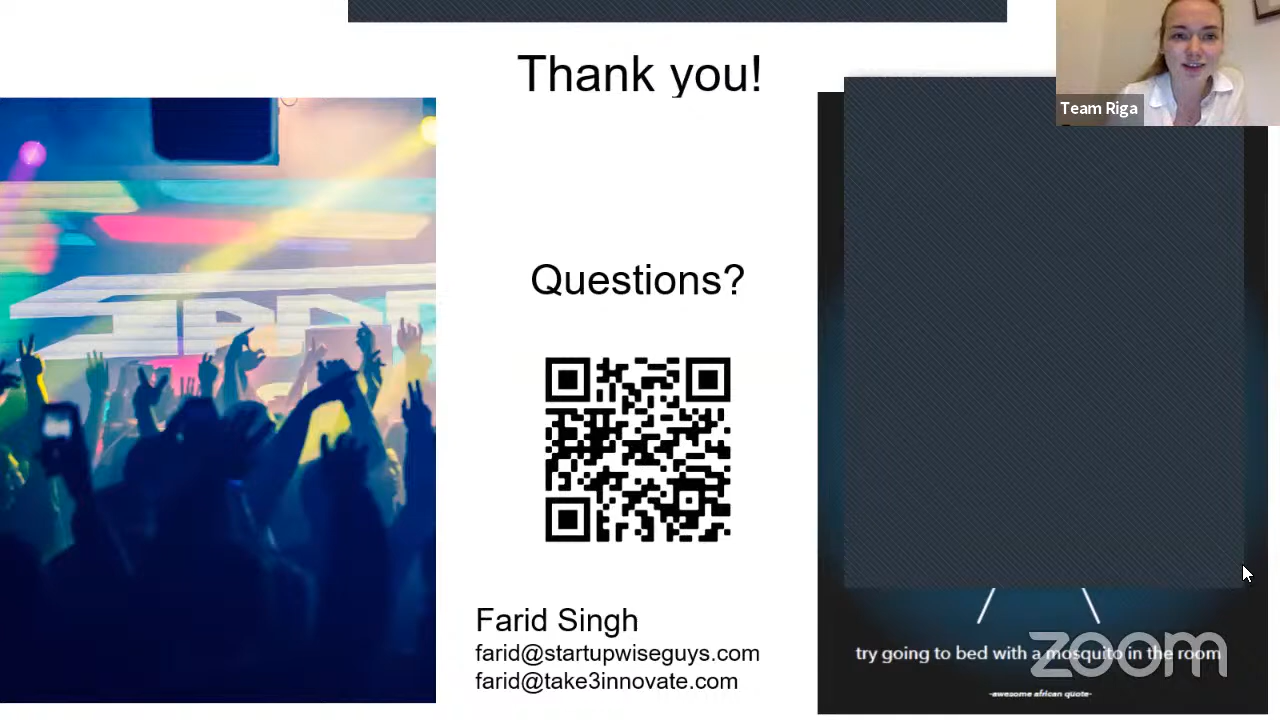 Thank you!
Team Riga
Questions?
Farid Singh
farid@startupwiseguys.com
farid@take3innovate.com
try going to bed with a mosquito in the room
-awesome african quote-
zoom